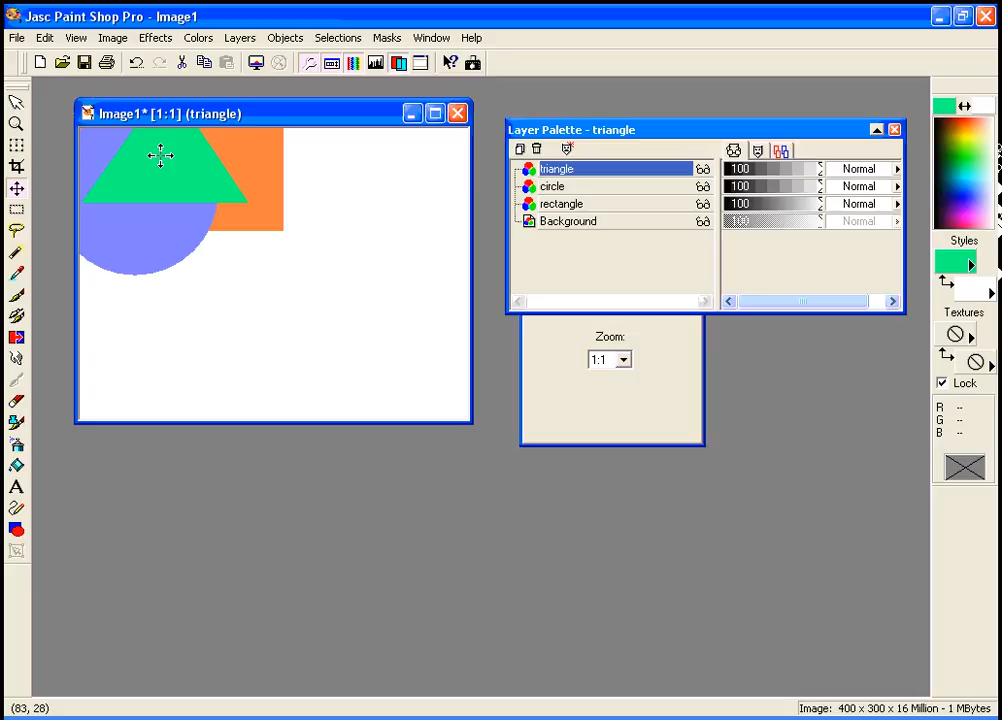 Jasc Paint Shop Pro - Image1
File Edit View Image Effects Colors Layers Objects Selections Masks Window Help
Image1* [1:1] (triangle)
Layer Palette - triangle
triangle 100 Normal
circle 100 Normal
rectangle 100 Normal
Background 100 Normal
Zoom:
1:1
Styles
Textures
Lock
R --
G --
B --
A
(83, 28)
Image: 400 x 300 x 16 Million - 1 MBytes